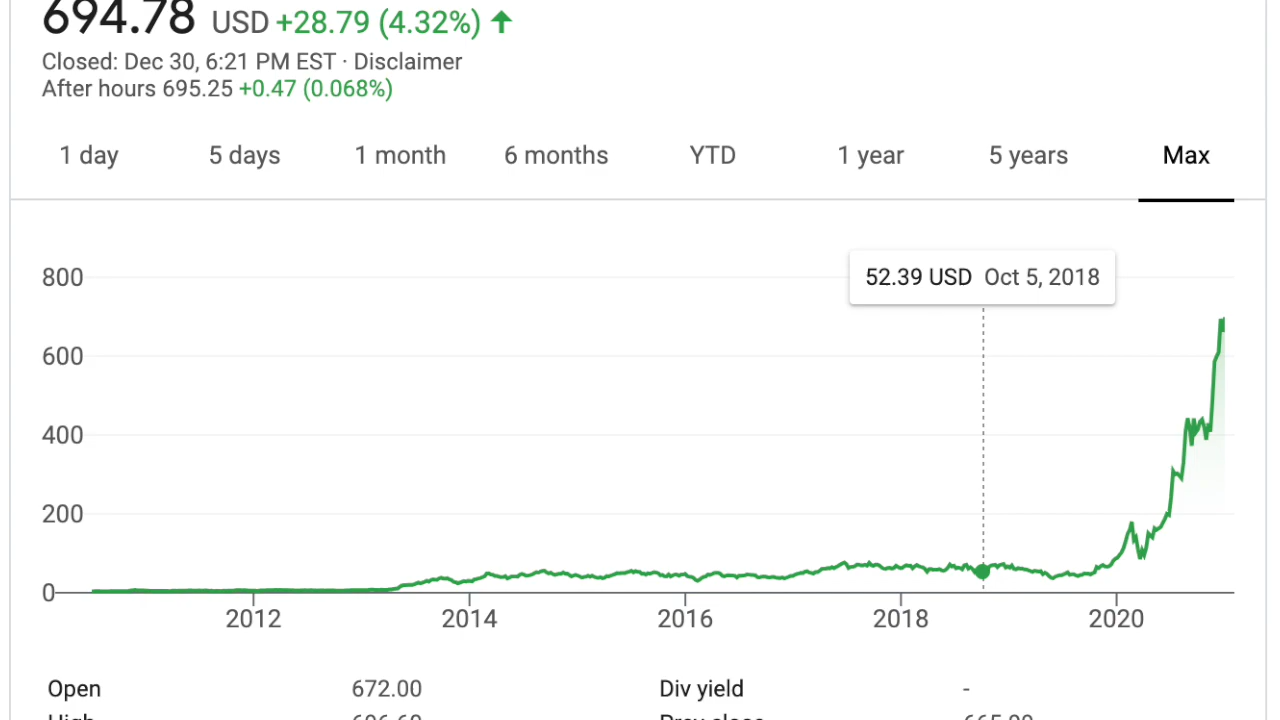 694.78 USD +28.79 (4.32%) ↑
Closed: Dec 30, 6:21 PM EST · Disclaimer
After hours 695.25 +0.47 (0.068%)
1 day 5 days 1 month 6 months YTD 1 year 5 years Max
52.39 USD Oct 5, 2018
800
600
400
200
0
2012 2014 2016 2018 2020
Open 672.00 Div yield -
High Prev close